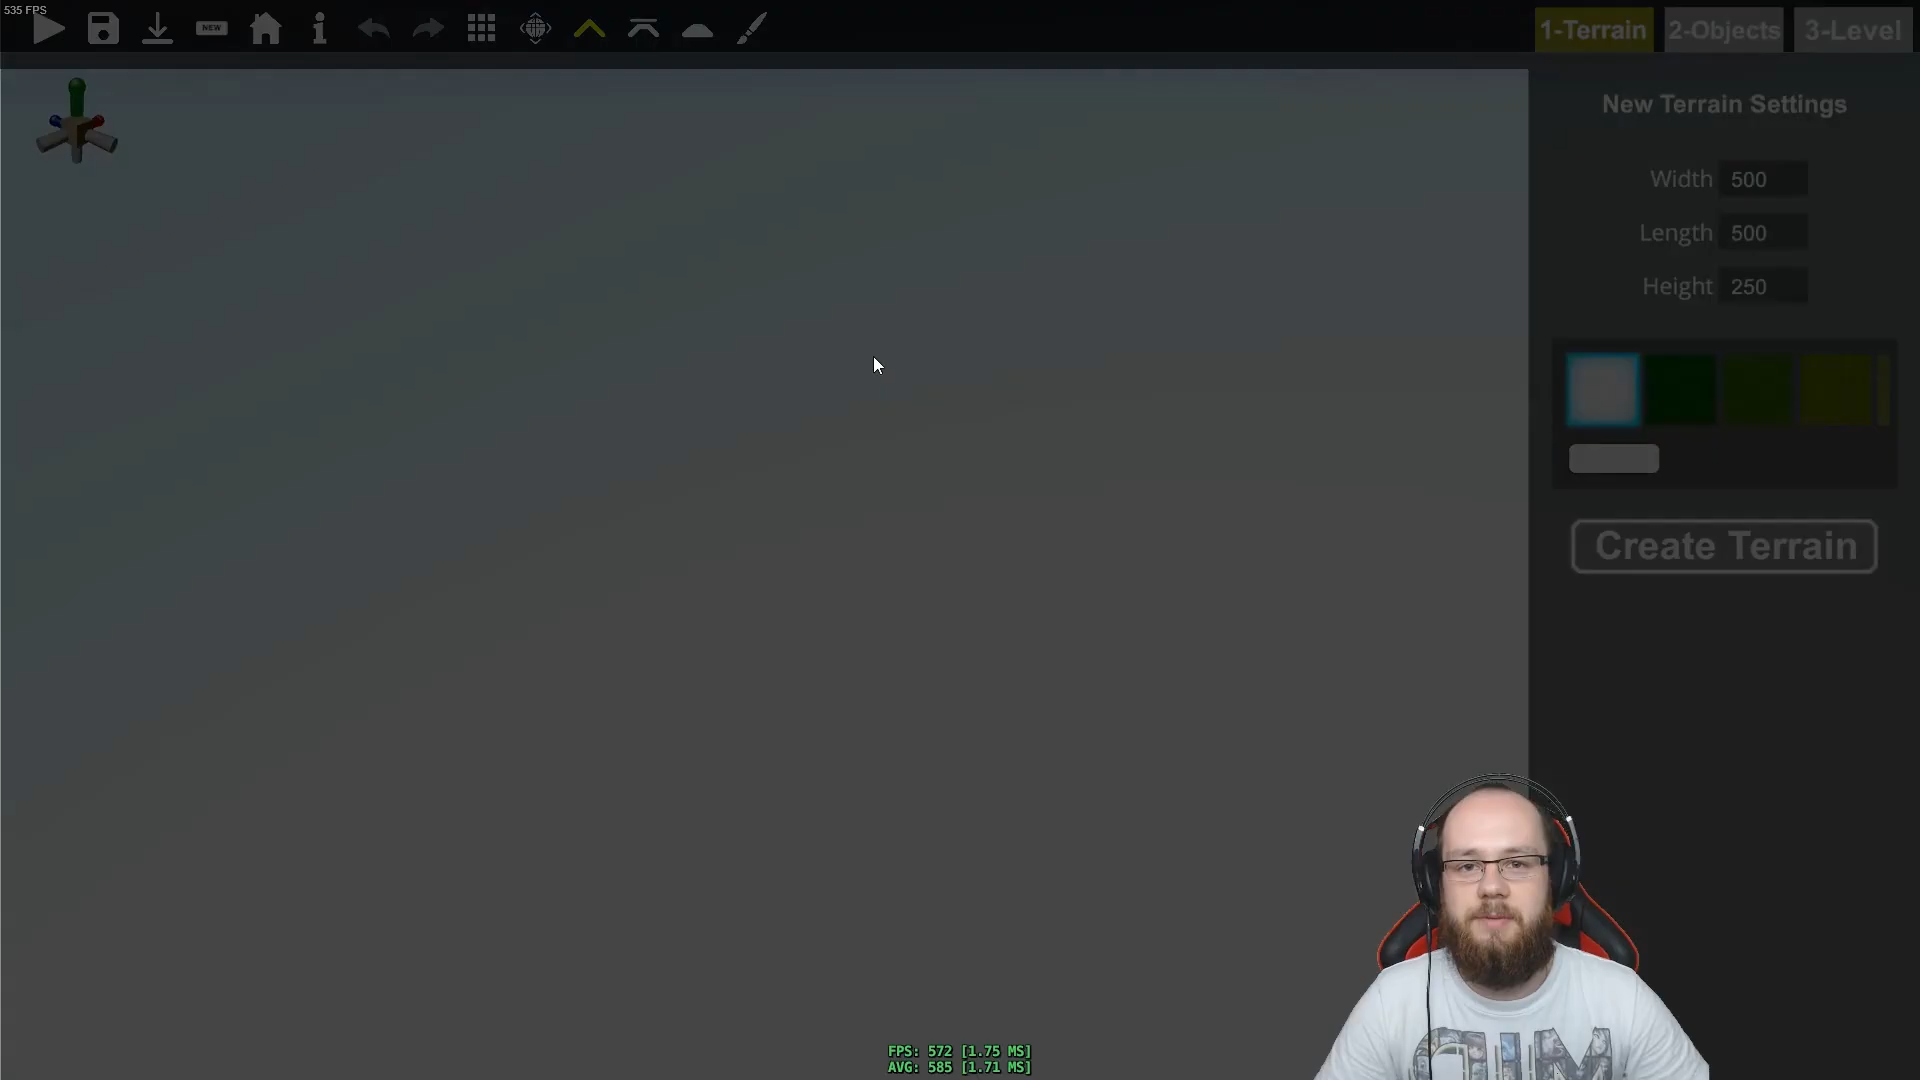 535 FPS
NEW
1-Terrain
2-Objects
3-Level
New Terrain Settings
Width 500
Length 500
Height 250
Create Terrain
FPS: 572 [1.75 MS]
AVG: 585 [1.71 MS]